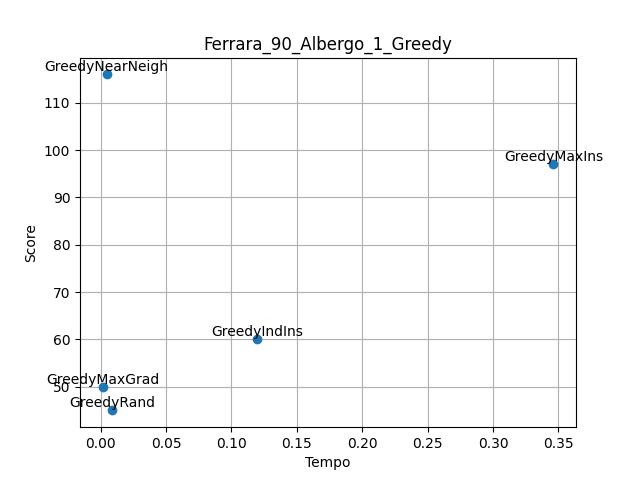 Ferrara_90_Albergo_1_Greedy
GreedyNearNeigh
110
GreedyMaxIns
100
90
80
Score
70
GreedyIndIns
60
GreedyMaxGrad
50
GreedyRand
0.00 0.05 0.10 0.15 0.20 0.25 0.30 0.35
Tempo